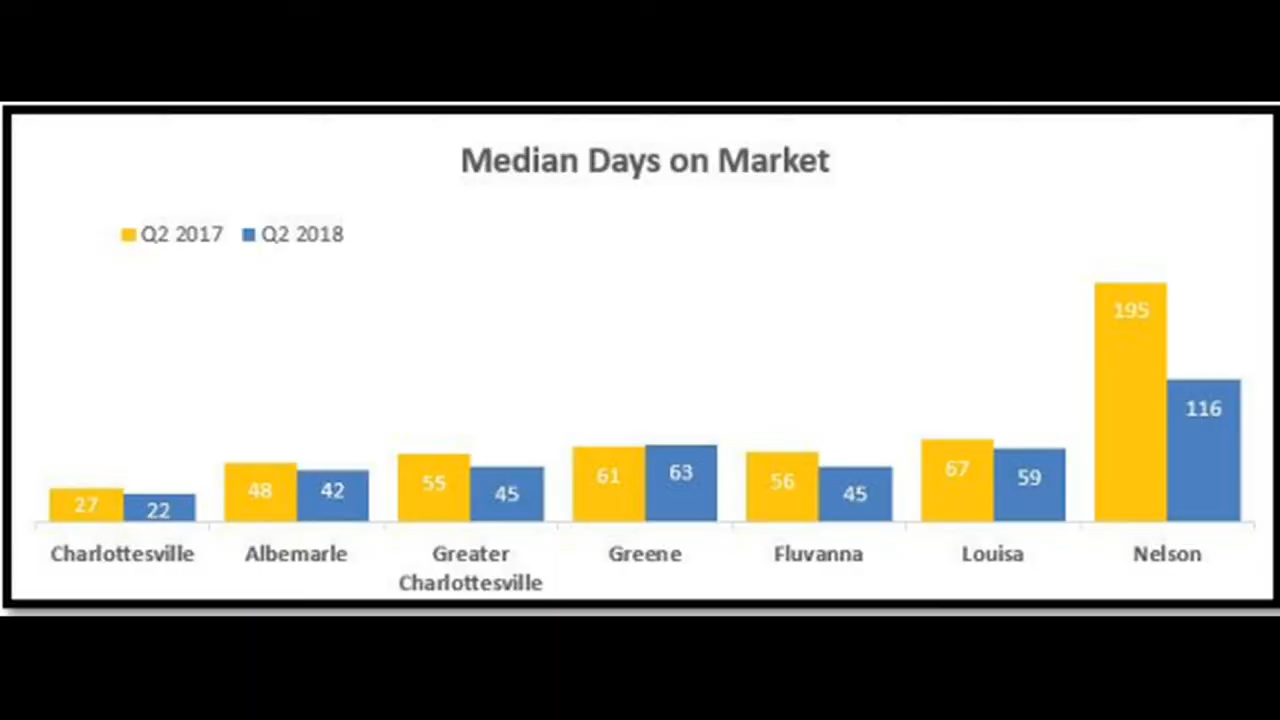 Median Days on Market
Q2 2017 Q2 2018
195
116
27 22 48 42 55 45 61 63 56 45 67 59
Charlottesville Albemarle Greater Charlottesville Greene Fluvanna Louisa Nelson